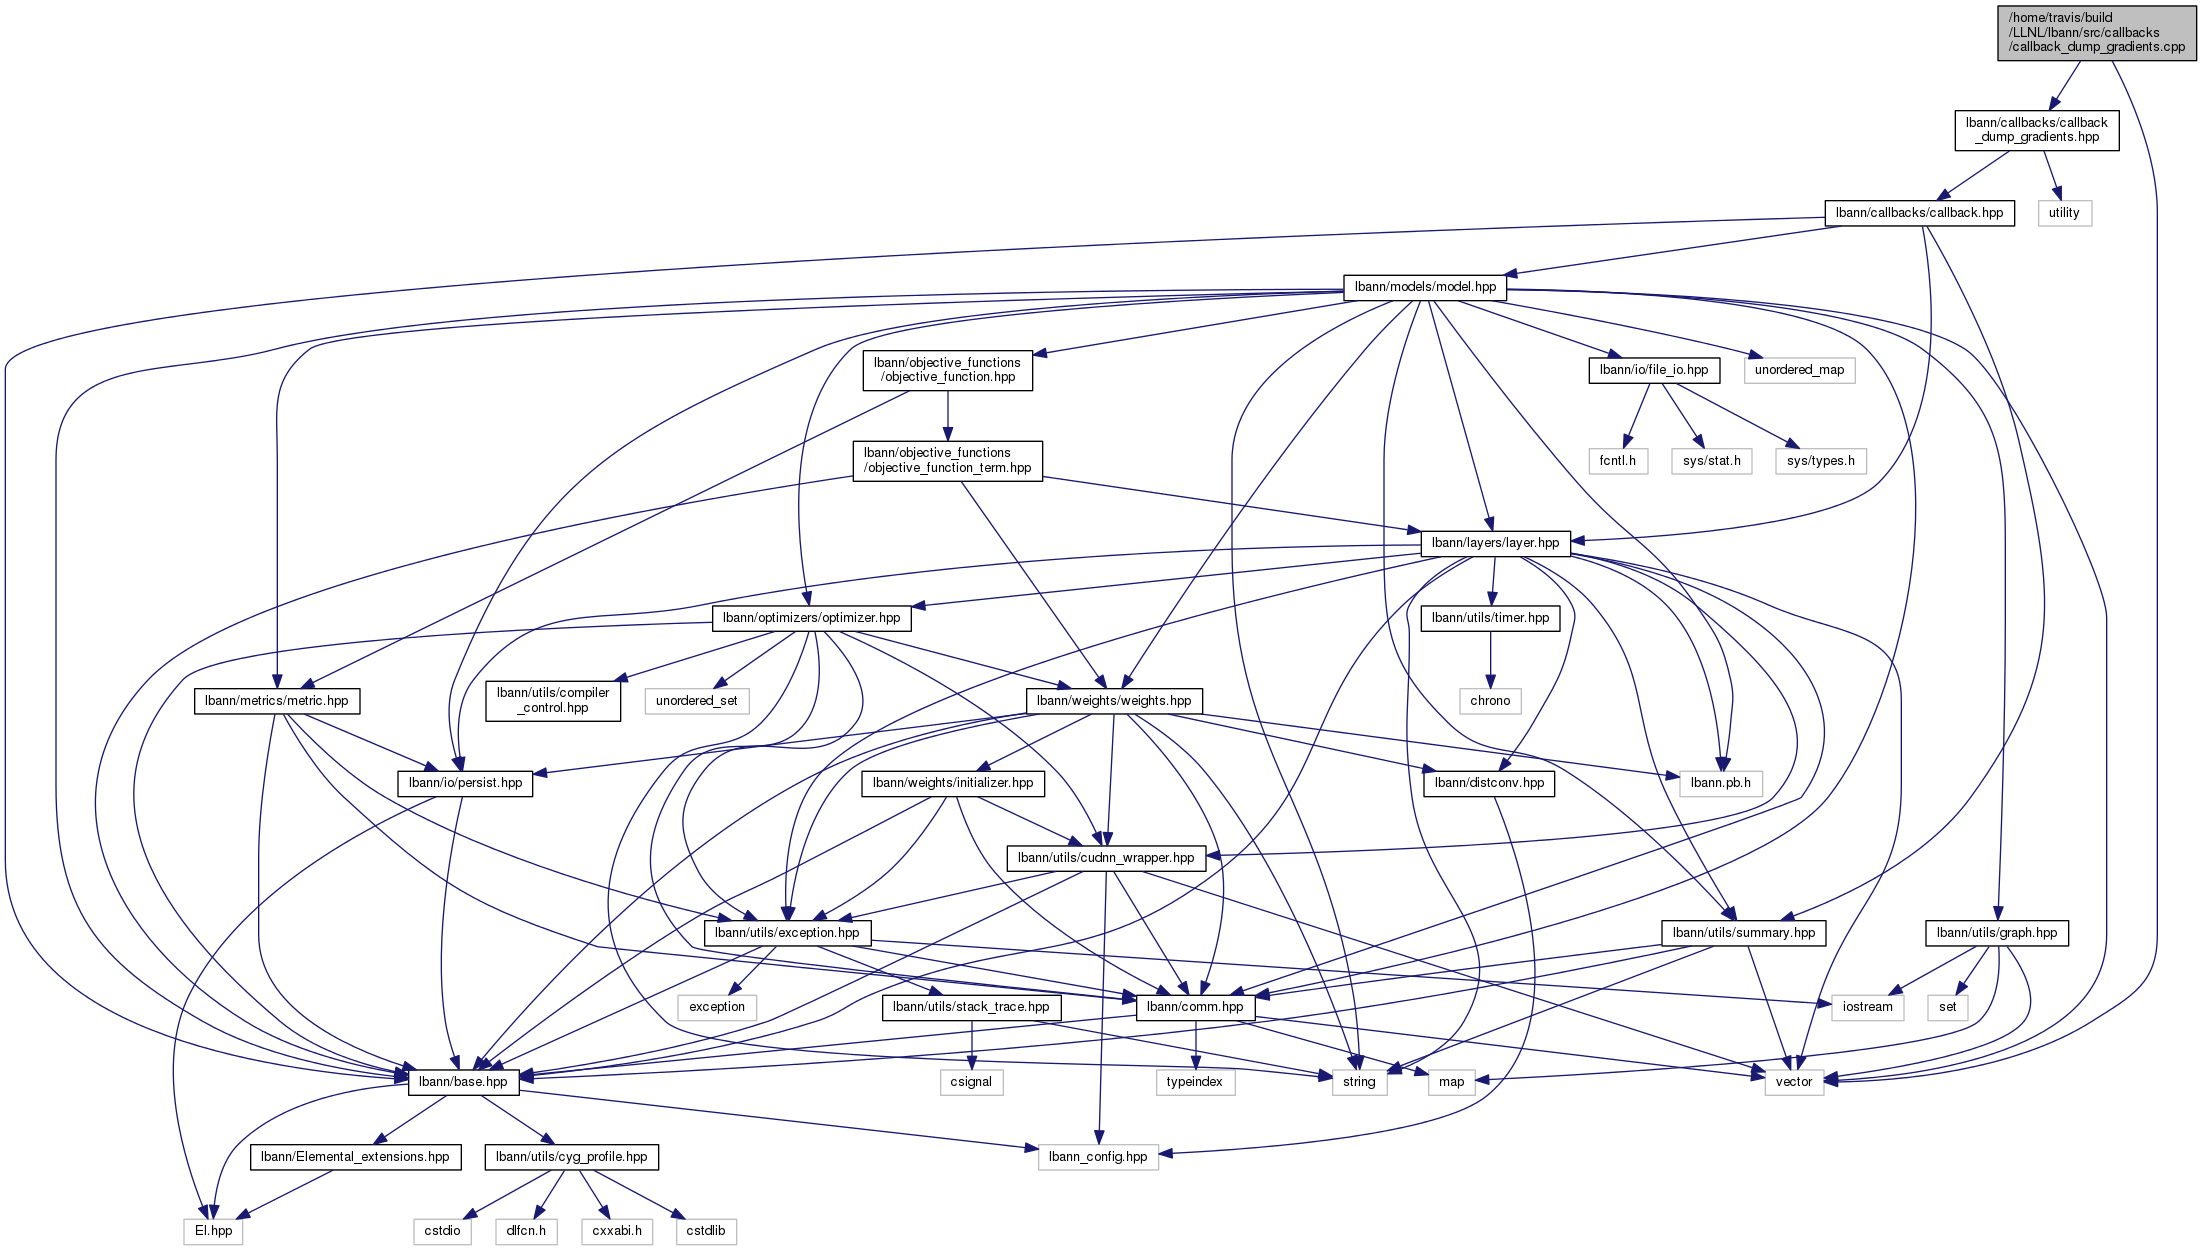 /home/travis/build
/LLNL/lbann/src/callbacks
/callback_dump_gradients.cpp
lbann/callbacks/callback
_dump_gradients.hpp
lbann/callbacks/callback.hpp
utility
lbann/models/model.hpp
lbann/objective_functions
/objective_function.hpp
lbann/io/file_io.hpp
unordered_map
lbann/objective_functions
/objective_function_term.hpp
fcntl.h
sys/stat.h
sys/types.h
lbann/layers/layer.hpp
lbann/optimizers/optimizer.hpp
lbann/utils/timer.hpp
lbann/metrics/metric.hpp
lbann/utils/compiler
_control.hpp
unordered_set
lbann/weights/weights.hpp
chrono
lbann/io/persist.hpp
lbann/weights/initializer.hpp
lbann/distconv.hpp
lbann.pb.h
lbann/utils/cudnn_wrapper.hpp
lbann/utils/exception.hpp
lbann/utils/summary.hpp
lbann/utils/graph.hpp
exception
lbann/utils/stack_trace.hpp
lbann/comm.hpp
iostream
set
lbann/base.hpp
csignal
typeindex
string
map
vector
lbann/Elemental_extensions.hpp
lbann/utils/cyg_profile.hpp
lbann_config.hpp
El.hpp
cstdio
dlfcn.h
cxxabi.h
cstdlib